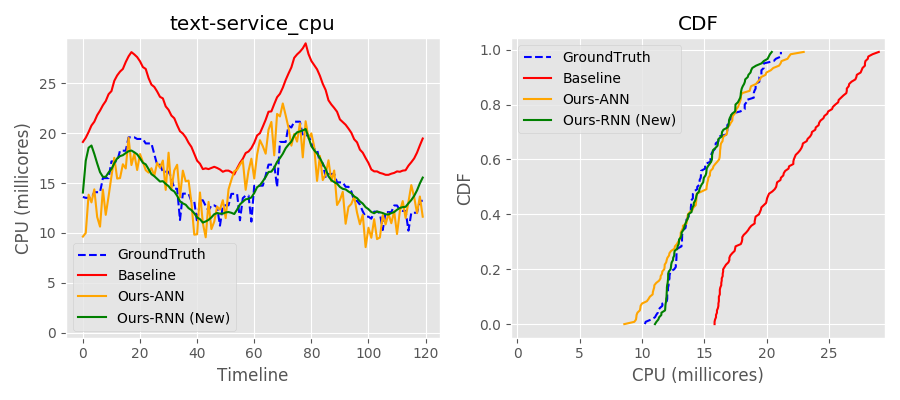 text-service_cpu
CPU (millicores)
25
20
15
10
5
0
GroundTruth
Baseline
Ours-ANN
Ours-RNN (New)
0 20 40 60 80 100 120
Timeline
CDF
CDF
1.0
0.8
0.6
0.4
0.2
0.0
GroundTruth
Baseline
Ours-ANN
Ours-RNN (New)
0 5 10 15 20 25
CPU (millicores)